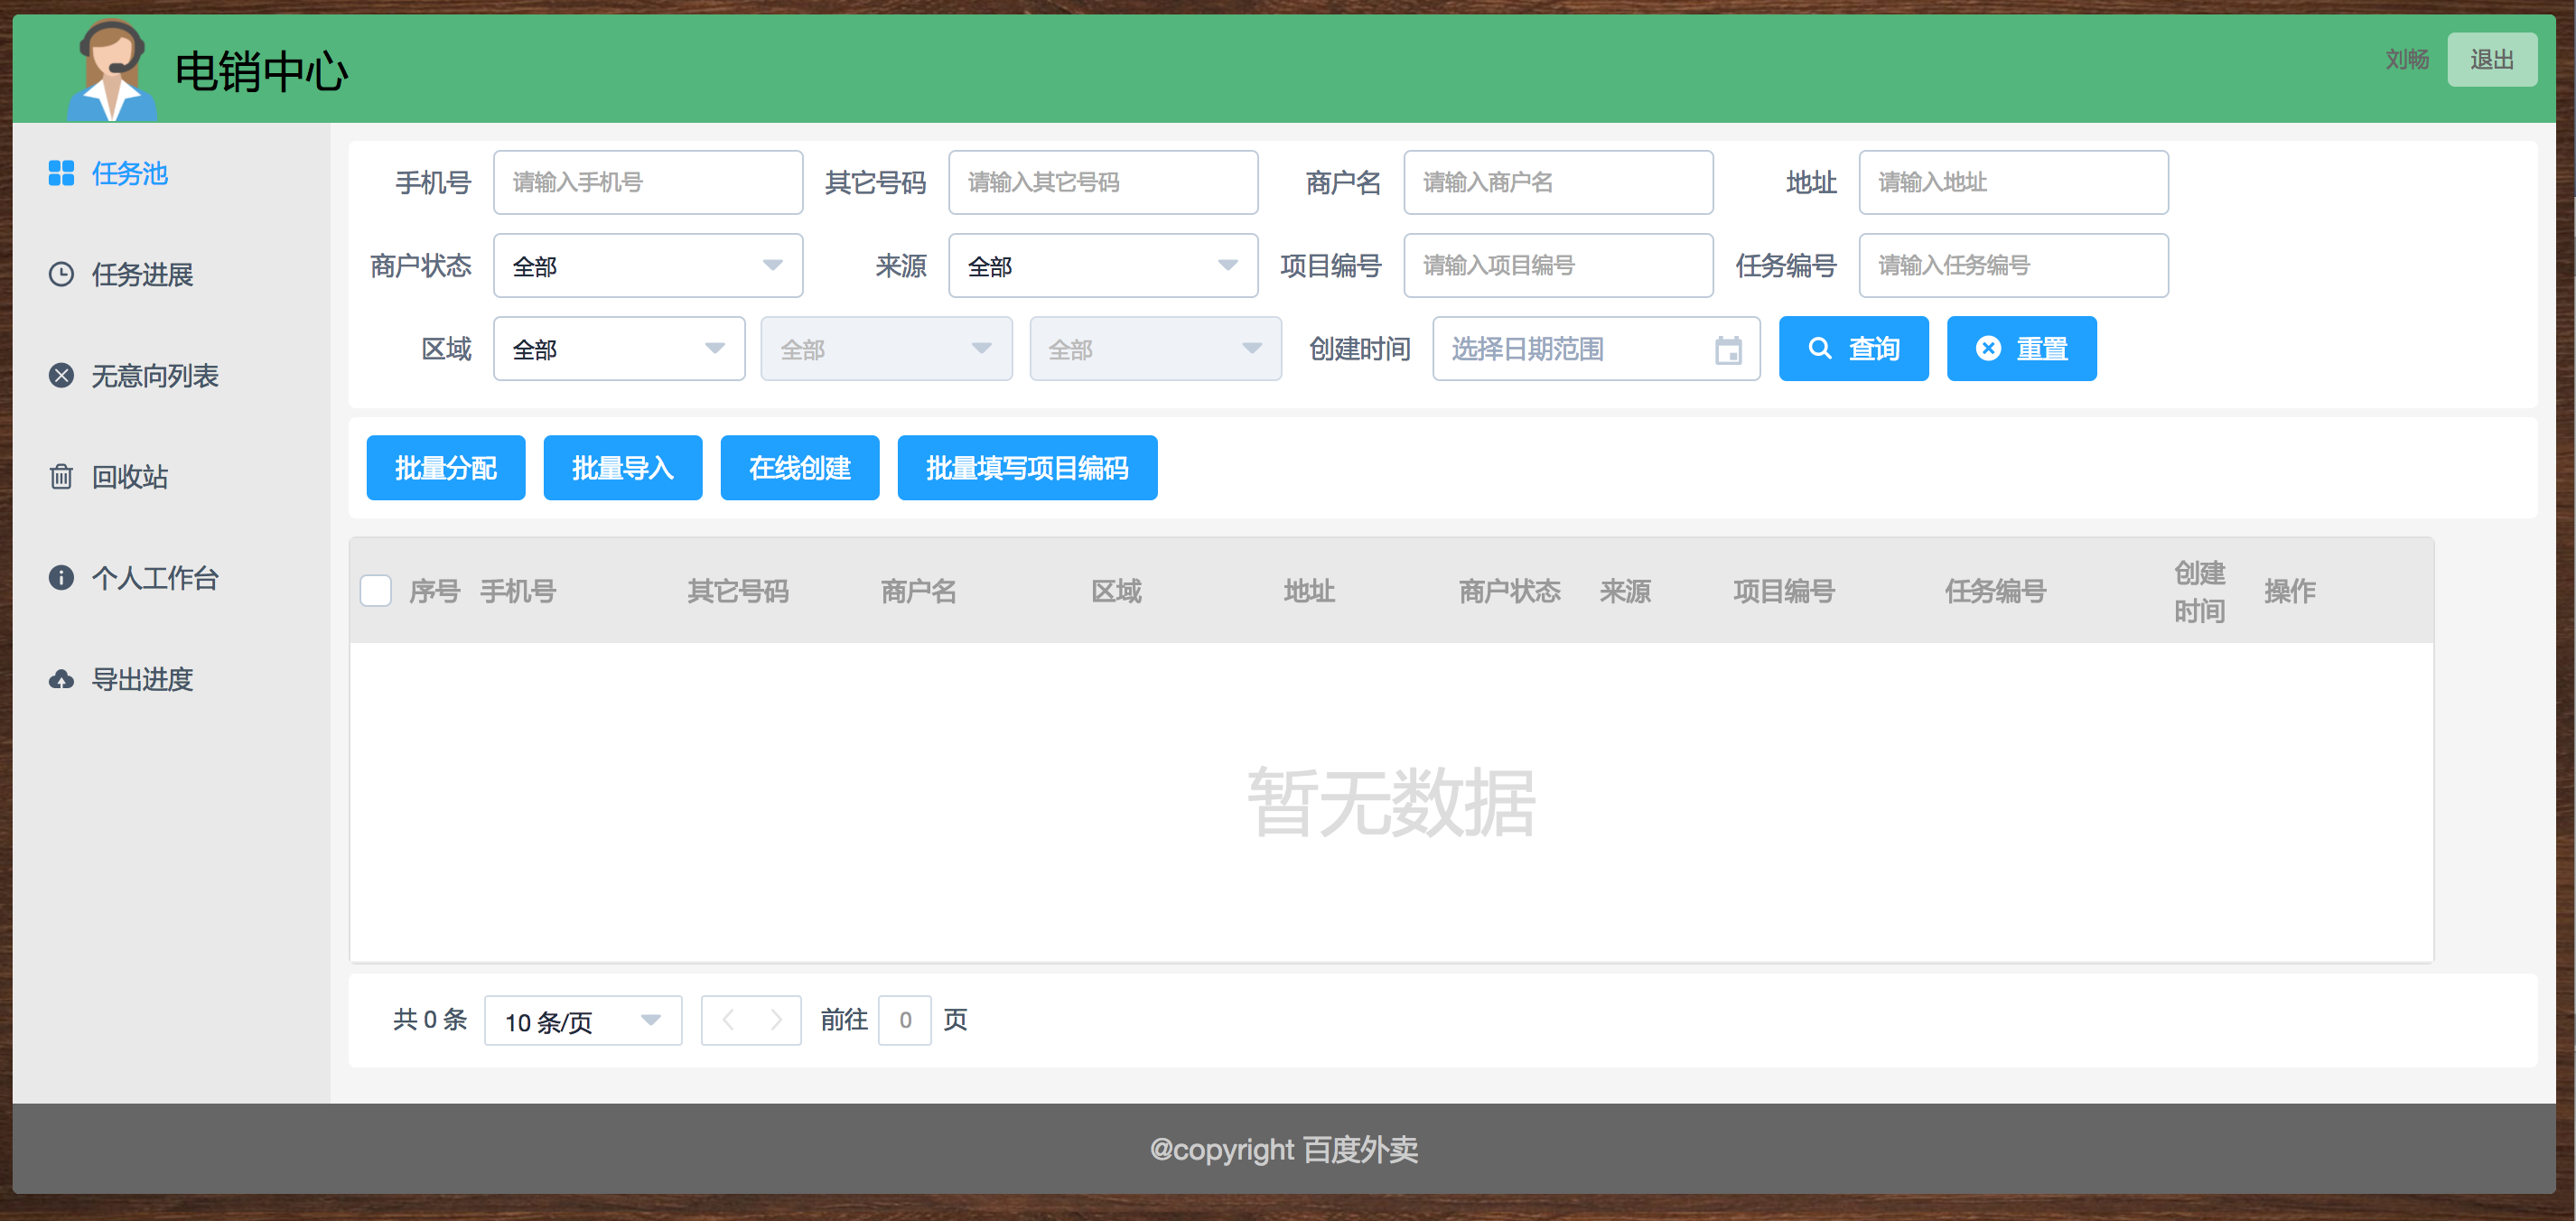 电销中心
刘畅 退出
任务池
任务进展
无意向列表
回收站
个人工作台
导出进度
手机号 请输入手机号 其它号码 请输入其它号码 商户名 请输入商户名 地址 请输入地址
商户状态 全部 来源 全部 项目编号 请输入项目编号 任务编号 请输入任务编号
区域 全部 全部 全部 创建时间 选择日期范围 查询 重置
批量分配 批量导入 在线创建 批量填写项目编码
序号 手机号 其它号码 商户名 区域 地址 商户状态 来源 项目编号 任务编号 创建时间 操作
暂无数据
共 0 条 10 条/页 前往 0 页
@copyright 百度外卖